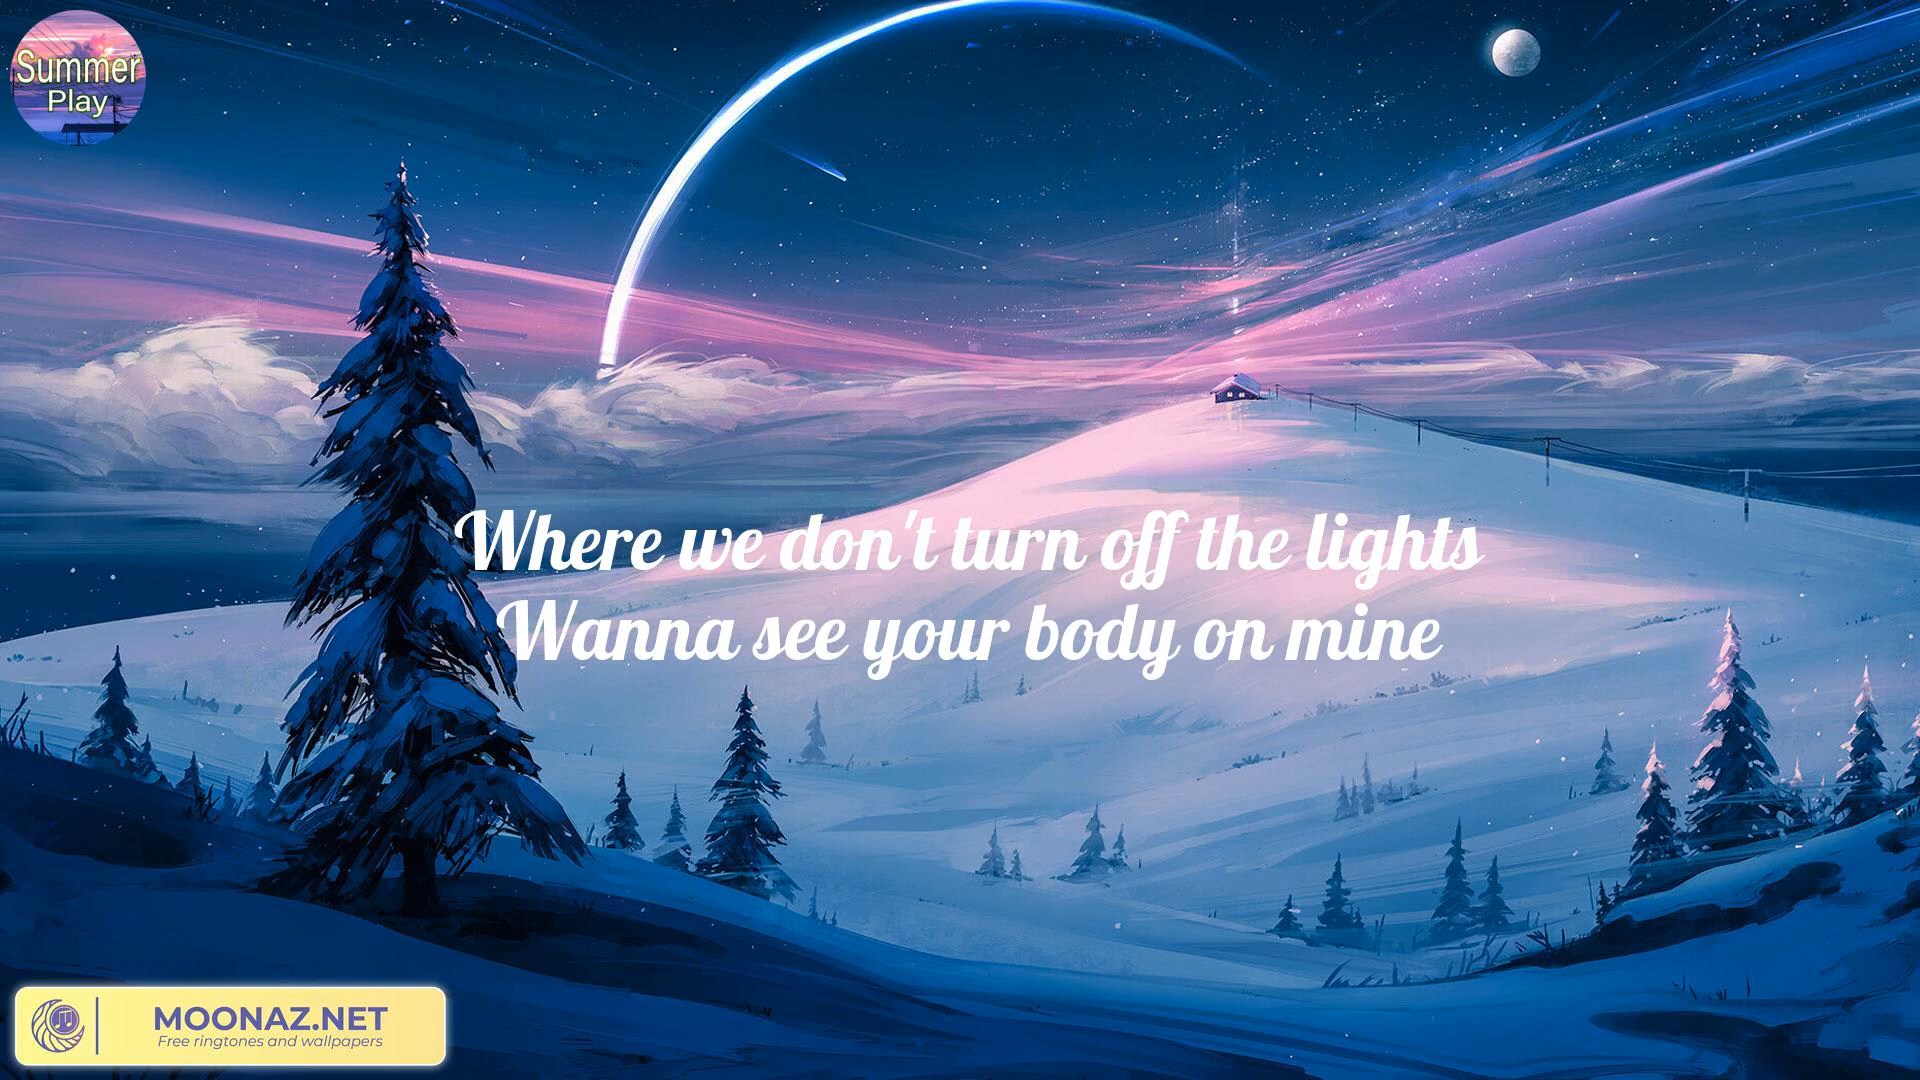 Summer
Play
Where we don't turn off the lights
Wanna see your body on mine
MOONAZ.NET
Free ringtones and wallpapers